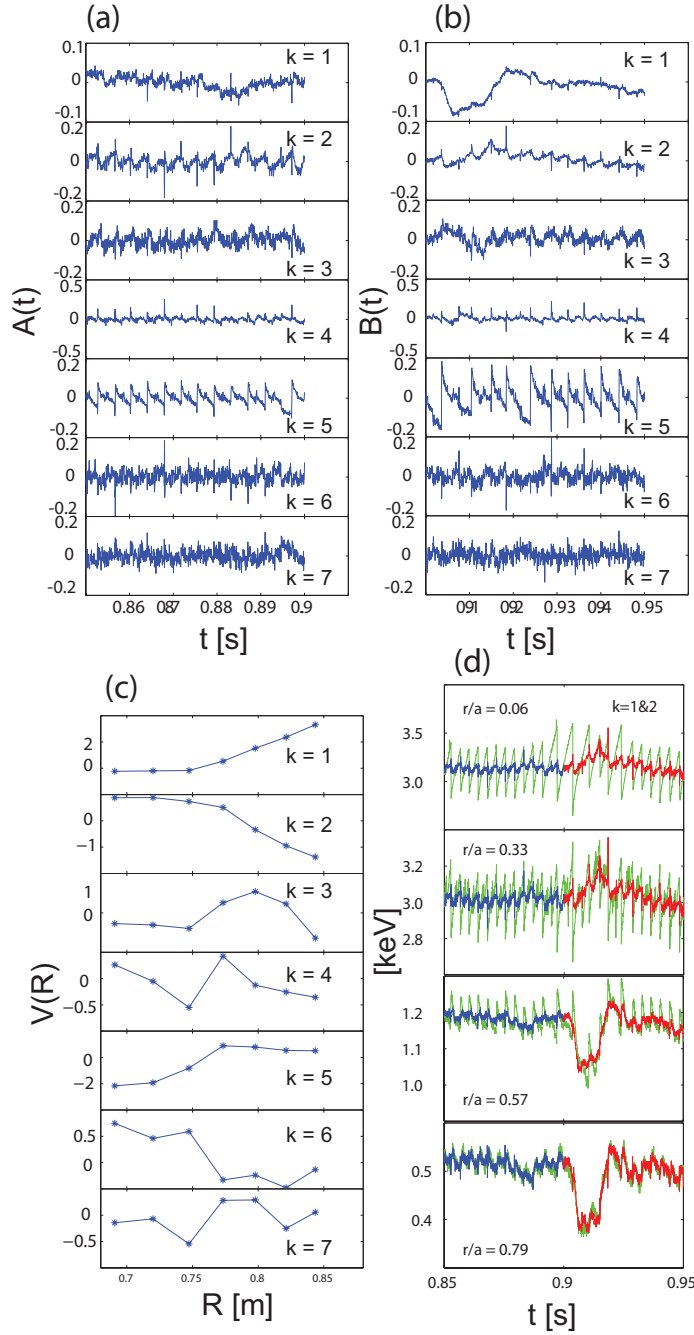 (a)
(b)
0.1
0
-0.1
k = 1
0.2
0
-0.2
k = 2
0.2
0
-0.2
k = 3
0.5
0
-0.5
k = 4
0.2
0
-0.2
k = 5
0.2
0
-0.2
k = 6
0.2
0
-0.2
k = 7
A(t)
0.86 0.87 0.88 0.89 0.9
t [s]
0.1
0
-0.1
k = 1
0.2
0
-0.2
k = 2
0.2
0
-0.2
k = 3
0.5
0
-0.5
k = 4
0.2
0
-0.2
k = 5
0.2
0
-0.2
k = 6
0.2
0
-0.2
k = 7
B(t)
091 092 0.93 094 0.95
t [s]
(c)
2
0
k = 1
0
−1
k = 2
1
0
k = 3
0
−0.5
k = 4
0
−2
k = 5
0.5
0
k = 6
0
−0.5
k = 7
V(R)
0.7 0.75 0.8 0.85
R [m]
(d)
r/a = 0.06
k=1&2
3.5
3.0
r/a = 0.33
3.2
3.0
2.8
1.2
1.1
1.0
r/a = 0.57
0.5
0.4
r/a = 0.79
[keV]
0.85 0.9 0.95
t [s]